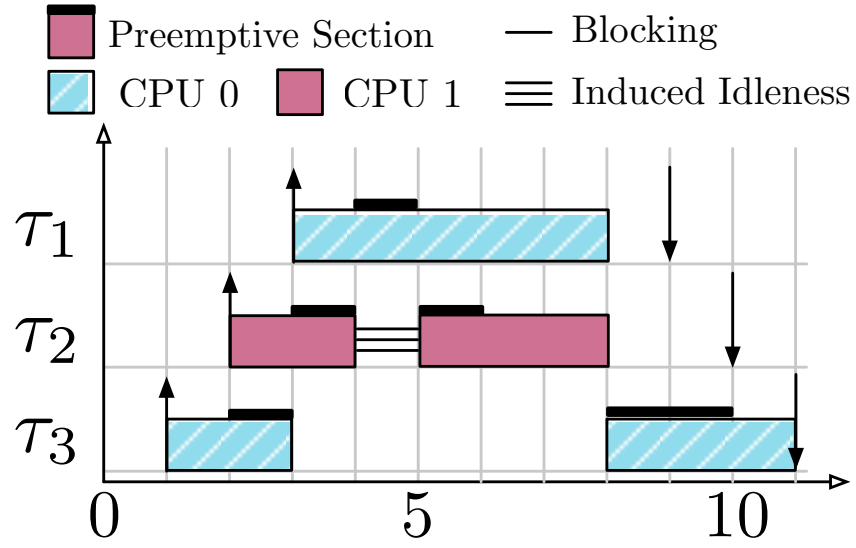 Preemptive Section Blocking
CPU 0 CPU 1 Induced Idleness
τ1
τ2
τ3
0 5 10